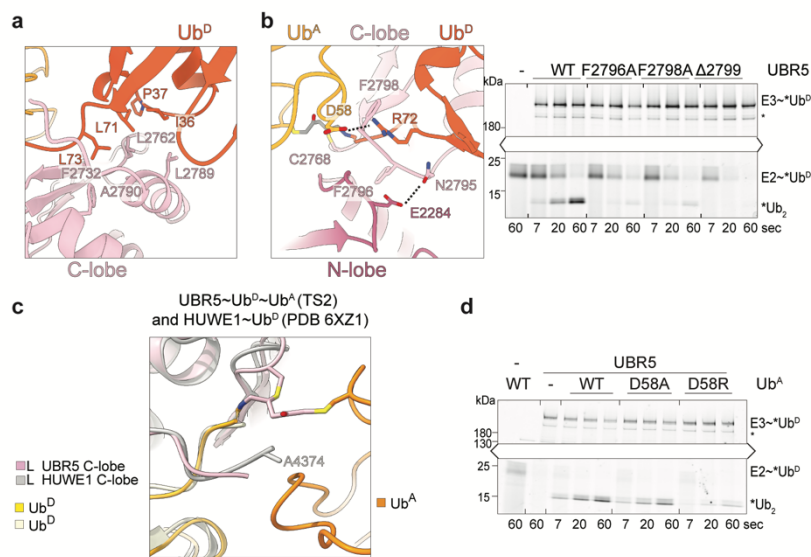 a
Ub^D
P37
L71
I36
L2762
L73
L2789
F2732
A2790
C-lobe
b
Ub^A
C-lobe
Ub^D
F2798
D58
R72
C2768
N2795
F2796
E2284
N-lobe
- WT F2796A F2798A Δ2799 UBR5
kDa
E3~*Ub^D
*
180
25
E2~*Ub^D
15
*Ub₂
60 7 20 60 7 20 60 7 20 60 7 20 60 sec
c
UBR5~Ub^D~Ub^A (TS2)
and HUWE1~Ub^D (PDB 6XZ1)
A4374
L UBR5 C-lobe
L HUWE1 C-lobe
Ub^D
Ub^D
Ub^A
d
- UBR5
WT - WT D58A D58R Ub^A
kDa
E3~*Ub^D
180
*
130
25
E2~*Ub^D
15
*Ub₂
60 60 7 20 60 7 20 60 7 20 60 sec